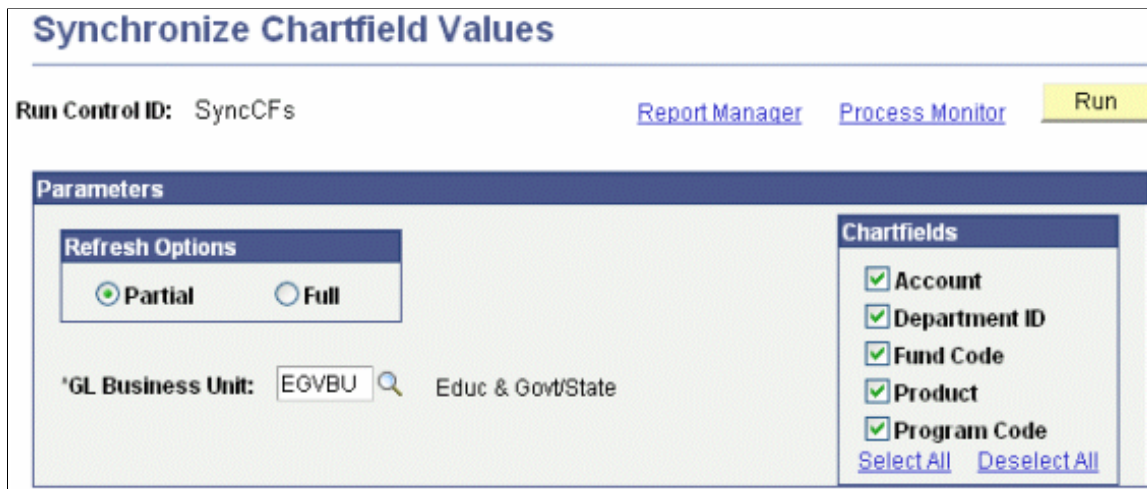 Synchronize Chartfield Values
Run Control ID: SyncCFs Report Manager Process Monitor Run
Parameters
Refresh Options
Partial Full
*GL Business Unit: EGVBU Educ & Govt/State
Chartfields
Account
Department ID
Fund Code
Product
Program Code
Select All Deselect All